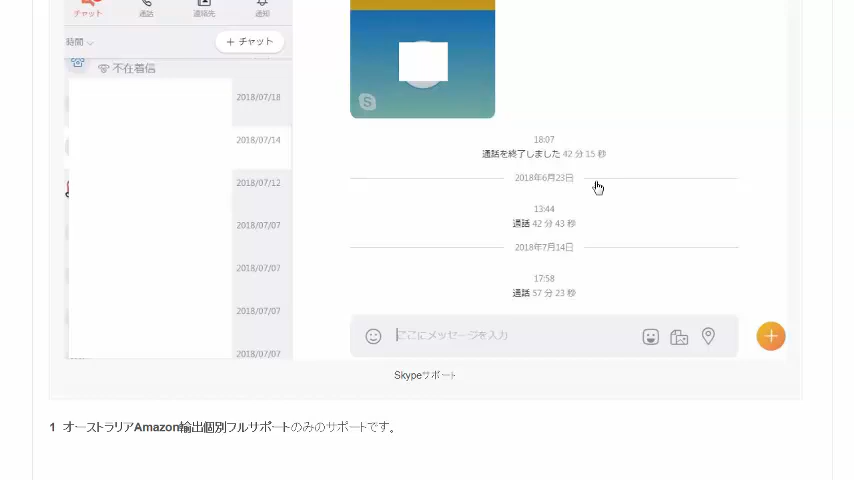 チャット 通話 連絡先 通知
時間 + チャット
不在着信
2018/07/18
2018/07/14
2018/07/12
2018/07/07
2018/07/07
2018/07/07
2018/07/07
18:07
通話を終了しました 42 分 15 秒
2018年6月23日
13:44
通話 42 分 43 秒
2018年7月14日
17:58
通話 57 分 23 秒
ここにメッセージを入力
Skypeサポート
1 オーストラリアAmazon輸出個別フルサポートのみのサポートです。